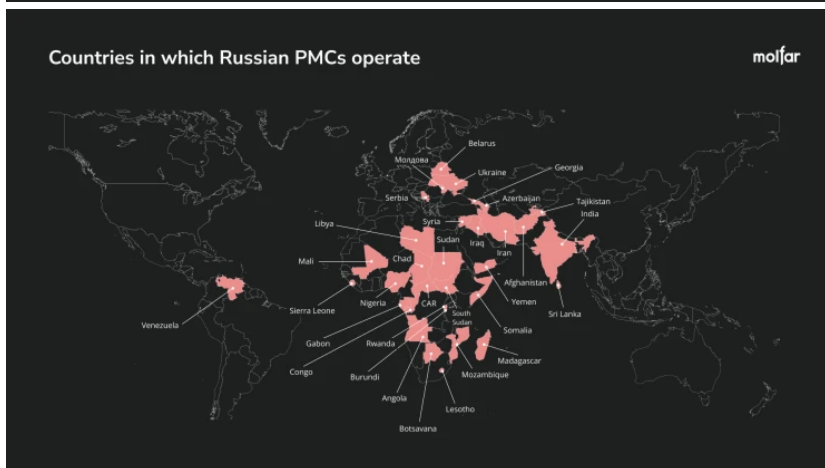 Countries in which Russian PMCs operate
molfar
Belarus
Молдова
Ukraine
Georgia
Serbia
Azerbaijan
Tajikistan
India
Syria
Libya
Sudan
Iraq
Iran
Mali
Chad
Afghanistan
Yemen
Sri Lanka
Nigeria
CAR
South
Sudan
Sierra Leone
Venezuela
Somalia
Gabon
Rwanda
Madagascar
Congo
Burundi
Mozambique
Angola
Lesotho
Botsavana